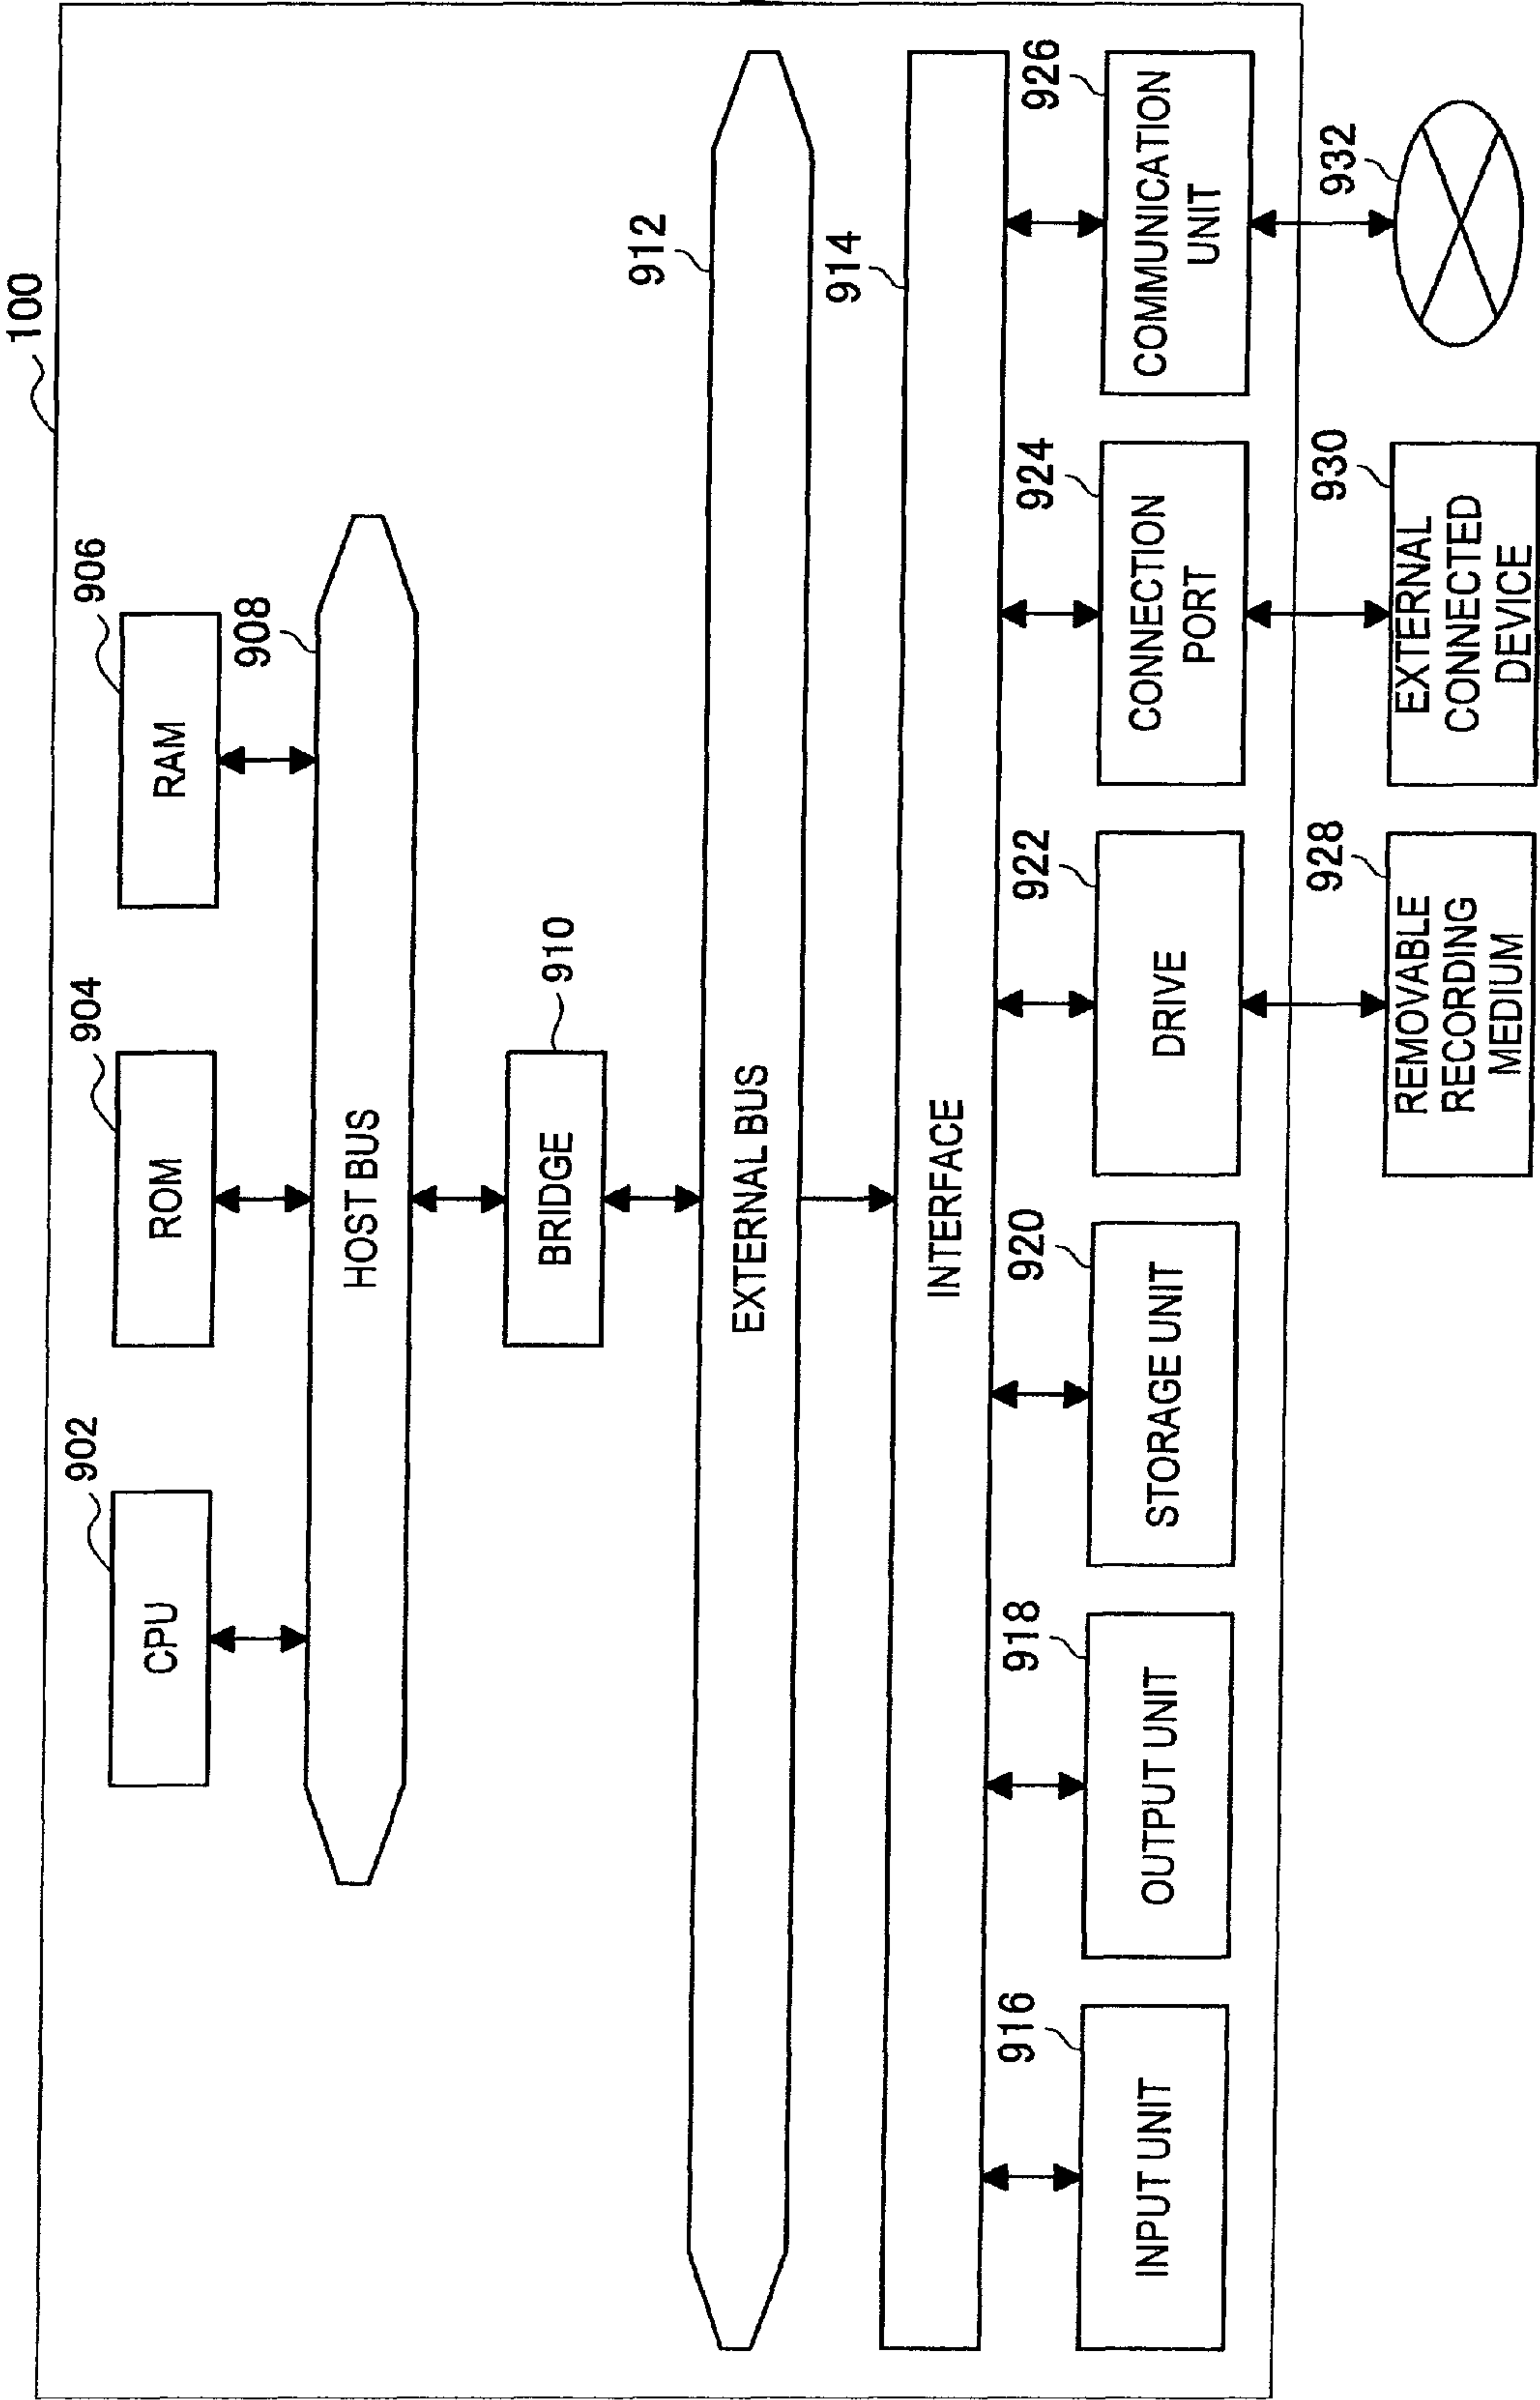 100
902
904
906
CPU
ROM
RAM
908
HOST BUS
910
BRIDGE
912
EXTERNAL BUS
914
INTERFACE
916
918
920
922
924
926
INPUT UNIT
OUTPUT UNIT
STORAGE UNIT
DRIVE
CONNECTION
PORT
COMMUNICATION
UNIT
928
930
932
REMOVABLE
RECORDING
MEDIUM
EXTERNAL
CONNECTED
DEVICE